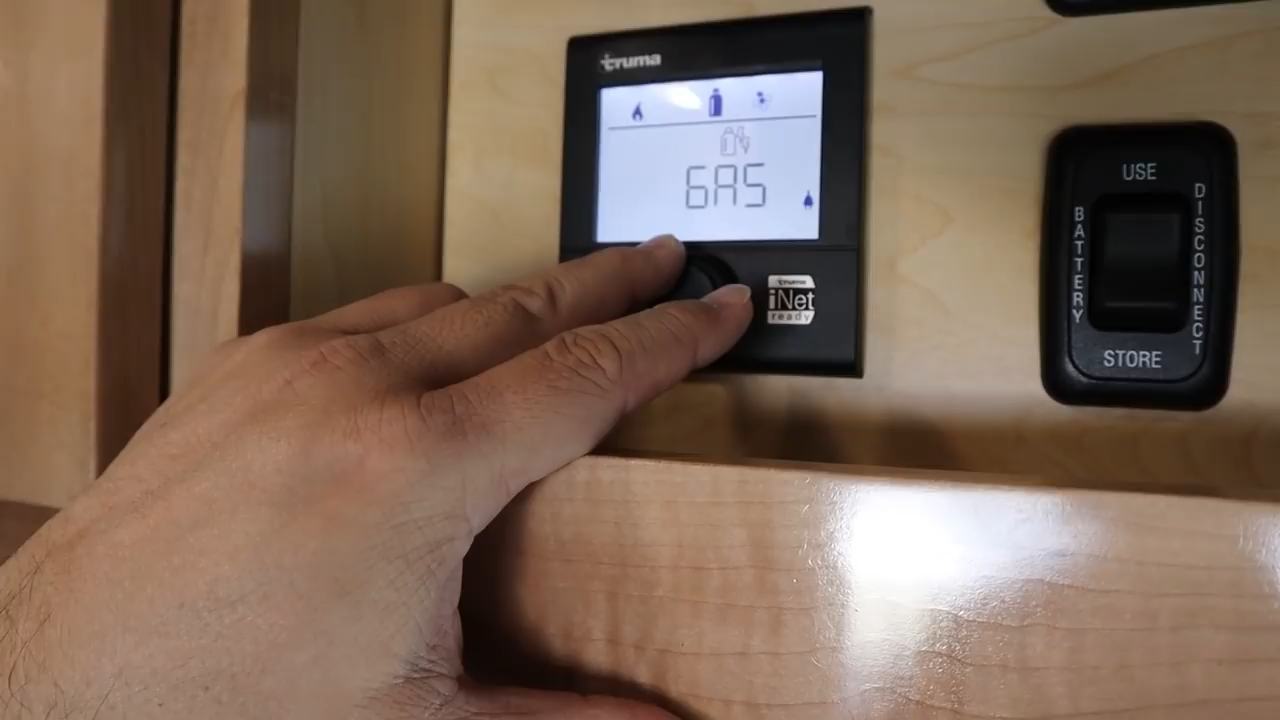 truma
GAS
truma
iNet
ready
USE
BATTERY
DISCONNECT
STORE